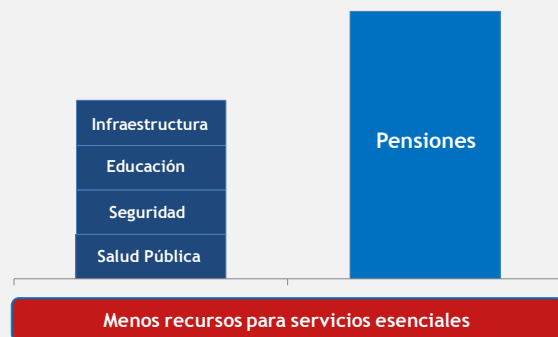 Infraestructura
Educación
Seguridad
Salud Pública
Pensiones
Menos recursos para servicios esenciales